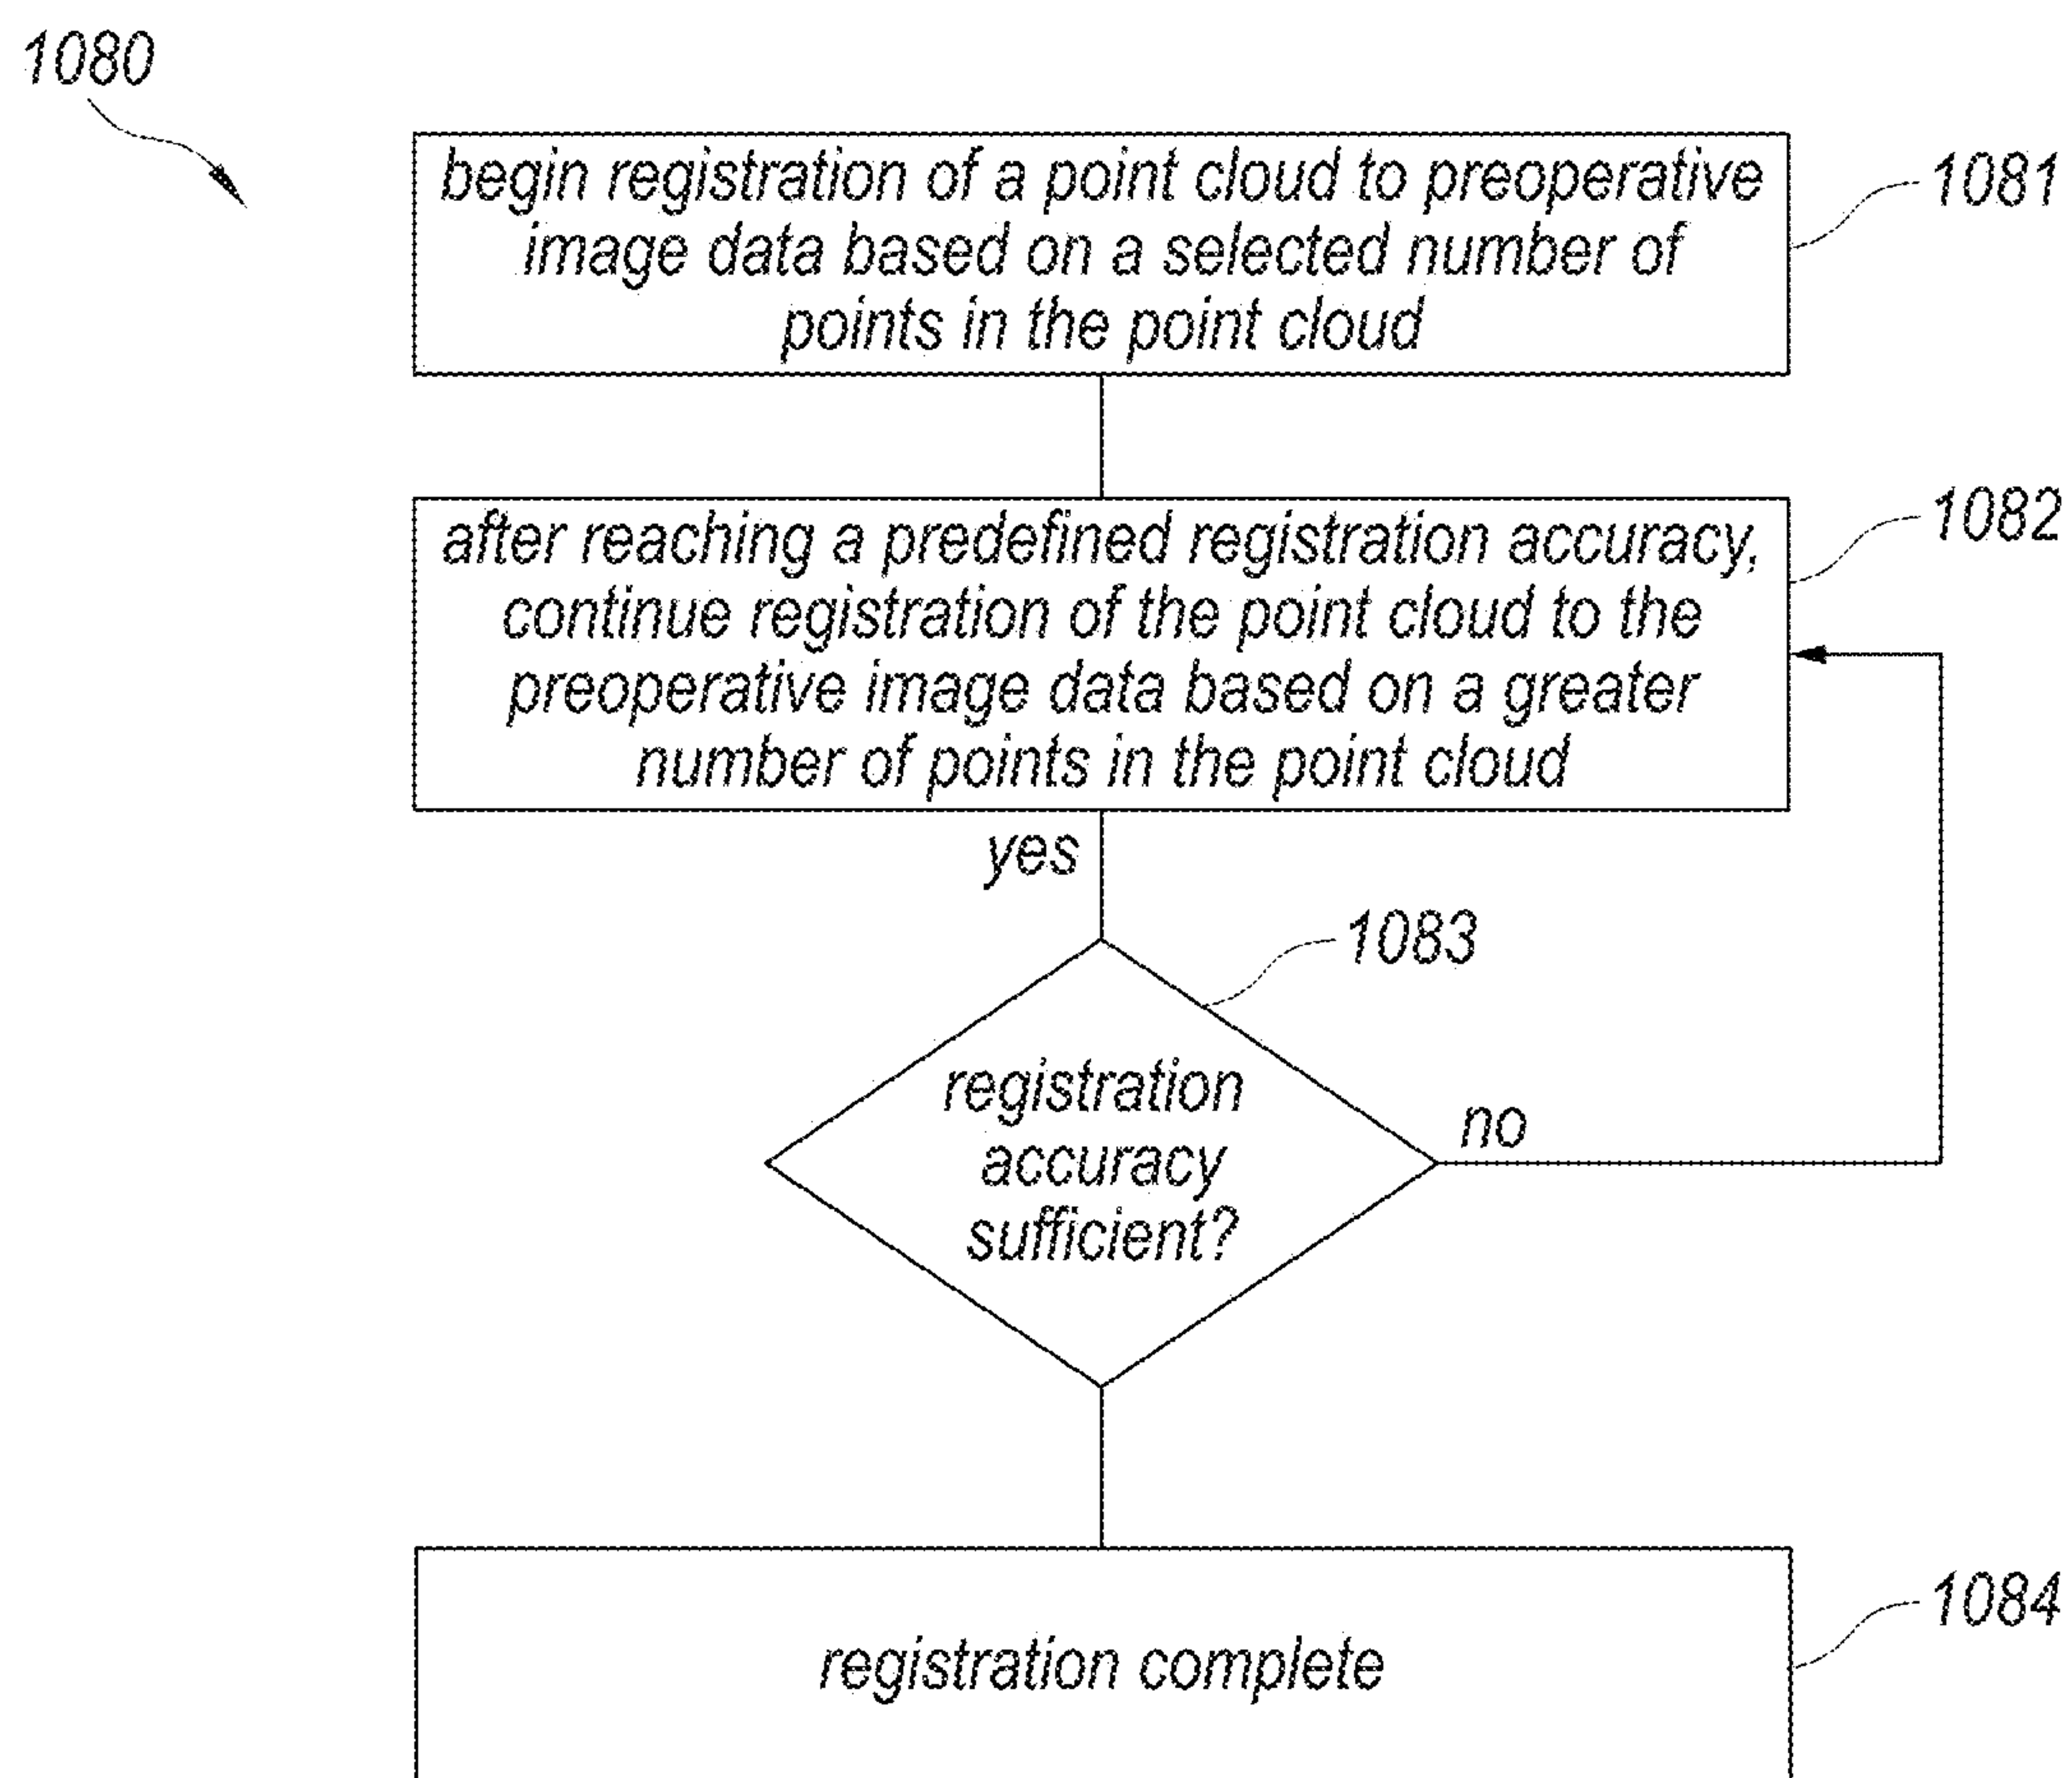 1080
begin registration of a point cloud to preoperative
image data based on a selected number of
points in the point cloud
1081
after reaching a predefined registration accuracy,
continue registration of the point cloud to the
preoperative image data based on a greater
number of points in the point cloud
1082
yes
1083
registration
accuracy
sufficient?
no
registration complete
1084